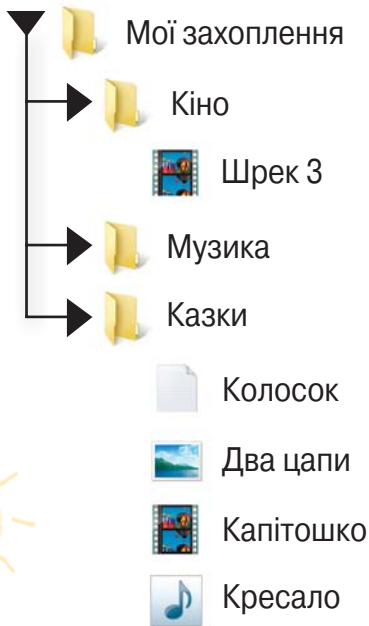 Мої захоплення
Кіно
Шрек 3
Музика
Казки
Колосок
Два цапи
Капітошко
Кресало